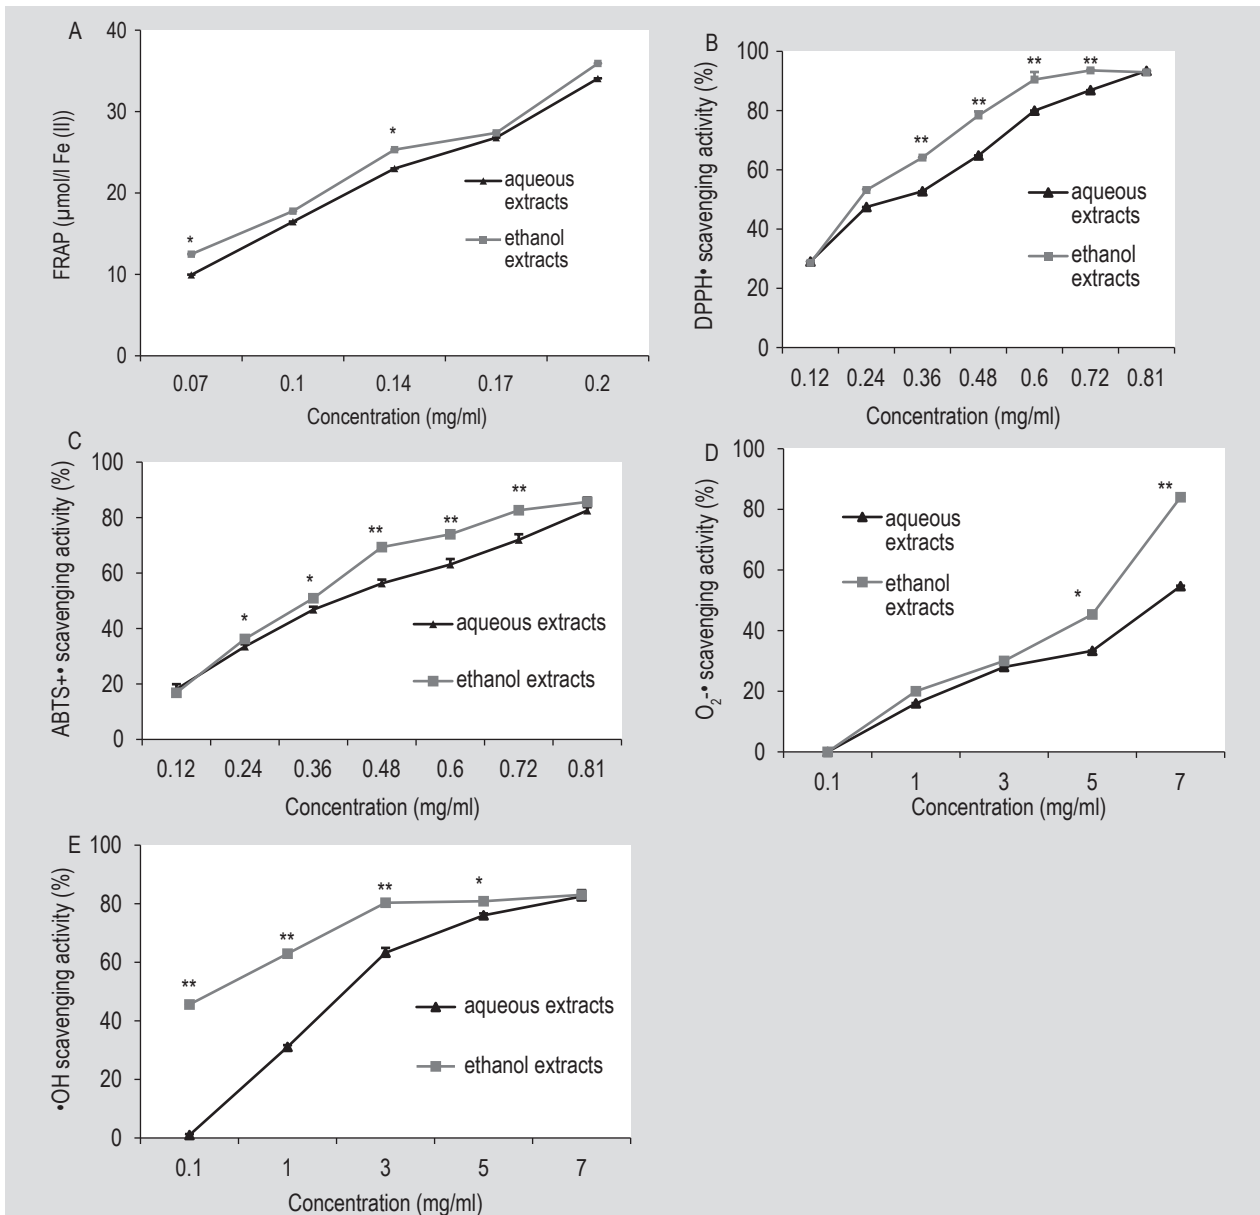 A
40
30
20
10
0
FRAP (µmol/l Fe (II))
*
*
aqueous
extracts
ethanol
extracts
0.07 0.1 0.14 0.17 0.2
Concentration (mg/ml)
B
100
80
60
40
20
0
DPPH• scavenging activity (%)
**
**
**
**
aqueous
extracts
ethanol
extracts
0.12 0.24 0.36 0.48 0.6 0.72 0.81
Concentration (mg/ml)
C
100
80
60
40
20
0
ABTS+• scavenging activity (%)
*
*
**
**
**
aqueous extracts
ethanol extracts
0.12 0.24 0.36 0.48 0.6 0.72 0.81
Concentration (mg/ml)
D
100
80
60
40
20
0
O₂-• scavenging activity (%)
*
**
aqueous
extracts
ethanol
extracts
0.1 1 3 5 7
Concentration (mg/ml)
E
100
80
60
40
20
0
•OH scavenging activity (%)
**
**
**
*
aqueous extracts
ethanol extracts
0.1 1 3 5 7
Concentration (mg/ml)